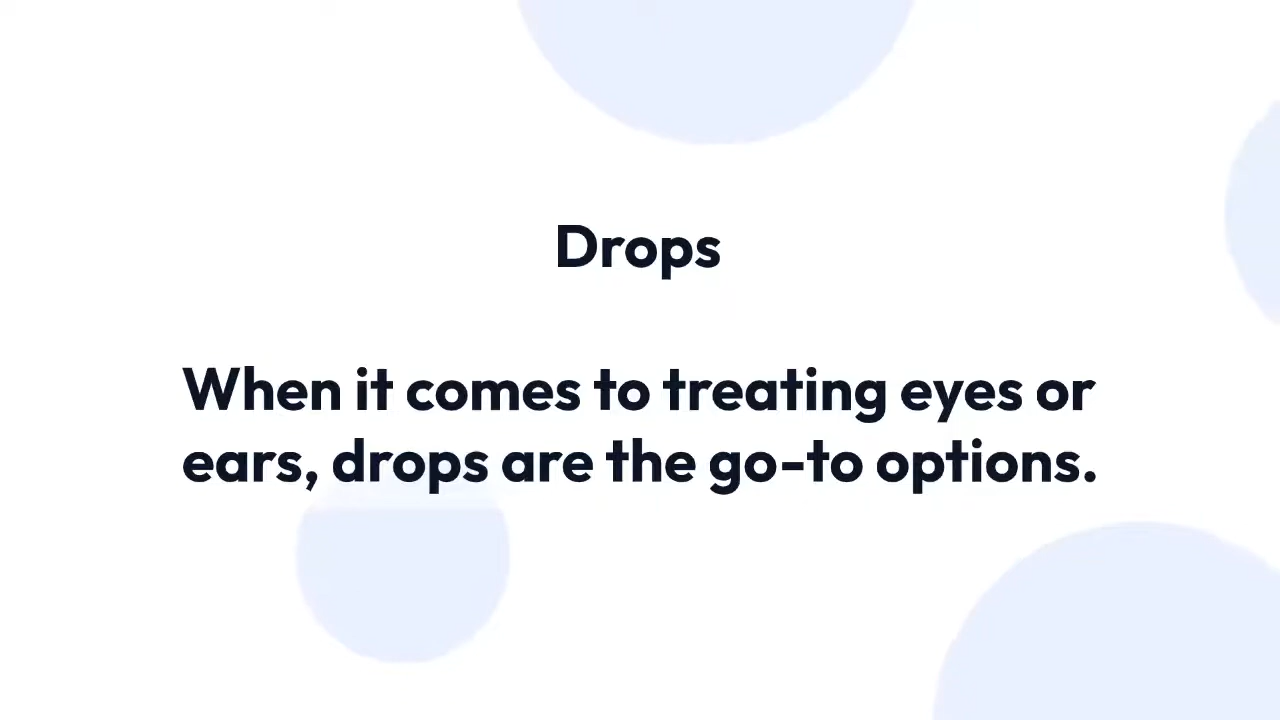 Drops
When it comes to treating eyes or
ears, drops are the go-to options.